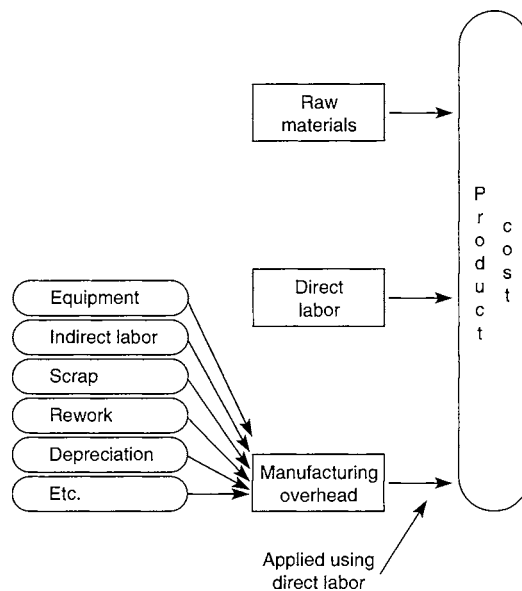 Raw
materials
Product
cost
Direct
labor
Equipment
Indirect labor
Scrap
Rework
Depreciation
Etc.
Manufacturing
overhead
Applied using
direct labor